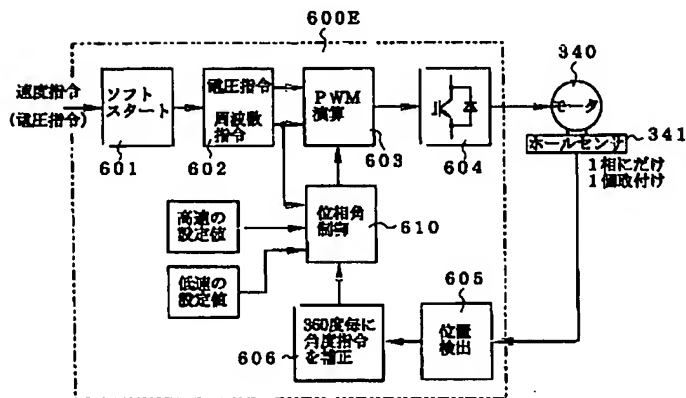 600E
340
速度指令
(電圧指令)
ソフト
スタート
601
電圧指令
周波数
指令
602
PWM
演算
603
604
モータ
ホールセンサ
341
1相にだけ
1個取付け
高速の
設定値
低速の
設定値
位相角
制御
610
605
位置
検出
360度毎に
角度指令
を補正
606